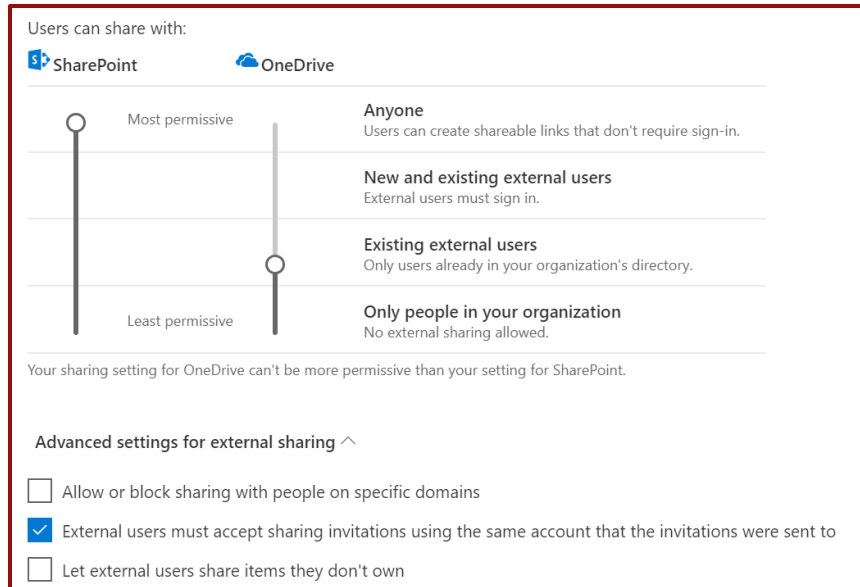 Users can share with:
SharePoint OneDrive
Most permissive
Anyone
Users can create shareable links that don't require sign-in.
New and existing external users
External users must sign in.
Existing external users
Only users already in your organization's directory.
Least permissive
Only people in your organization
No external sharing allowed.
Your sharing setting for OneDrive can't be more permissive than your setting for SharePoint.
Advanced settings for external sharing
Allow or block sharing with people on specific domains
External users must accept sharing invitations using the same account that the invitations were sent to
Let external users share items they don't own